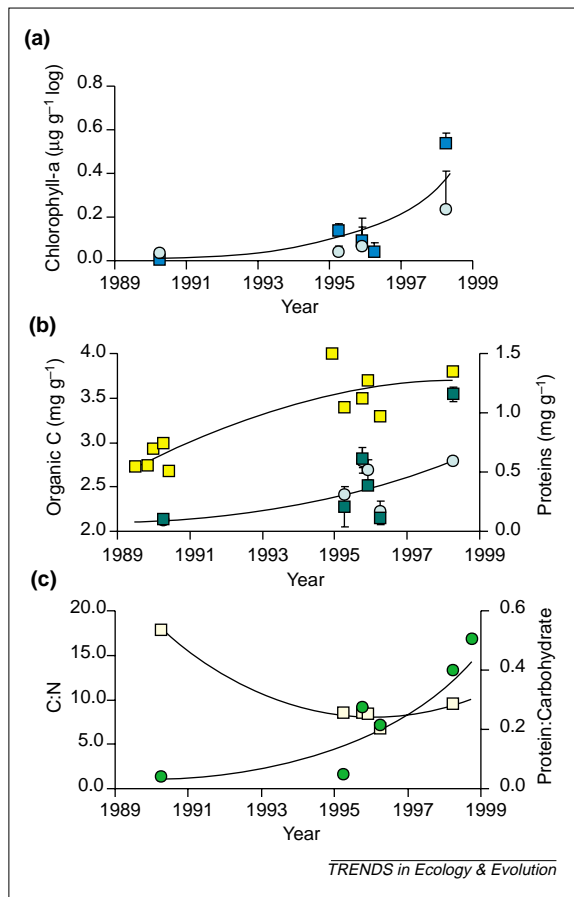 (a)
Chlorophyll-a (μg g⁻¹ log)
0.8
0.6
0.4
0.2
0.0
1989 1991 1993 1995 1997 1999
Year
(b)
Organic C (mg g⁻¹)
4.0
3.5
3.0
2.5
2.0
Proteins (mg g⁻¹)
1.5
1.0
0.5
0.0
1989 1991 1993 1995 1997 1999
Year
(c)
C:N
20.0
15.0
10.0
5.0
0.0
Protein:Carbohydrate
0.6
0.4
0.2
0.0
1989 1991 1993 1995 1997 1999
Year
TRENDS in Ecology & Evolution